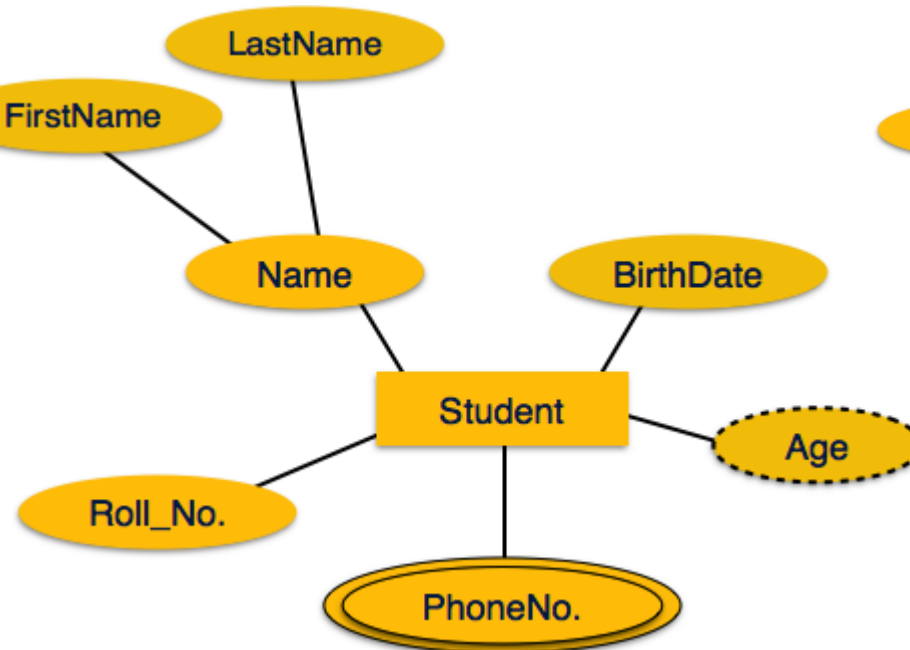 LastName
FirstName
Name
BirthDate
Student
Age
Roll_No.
PhoneNo.